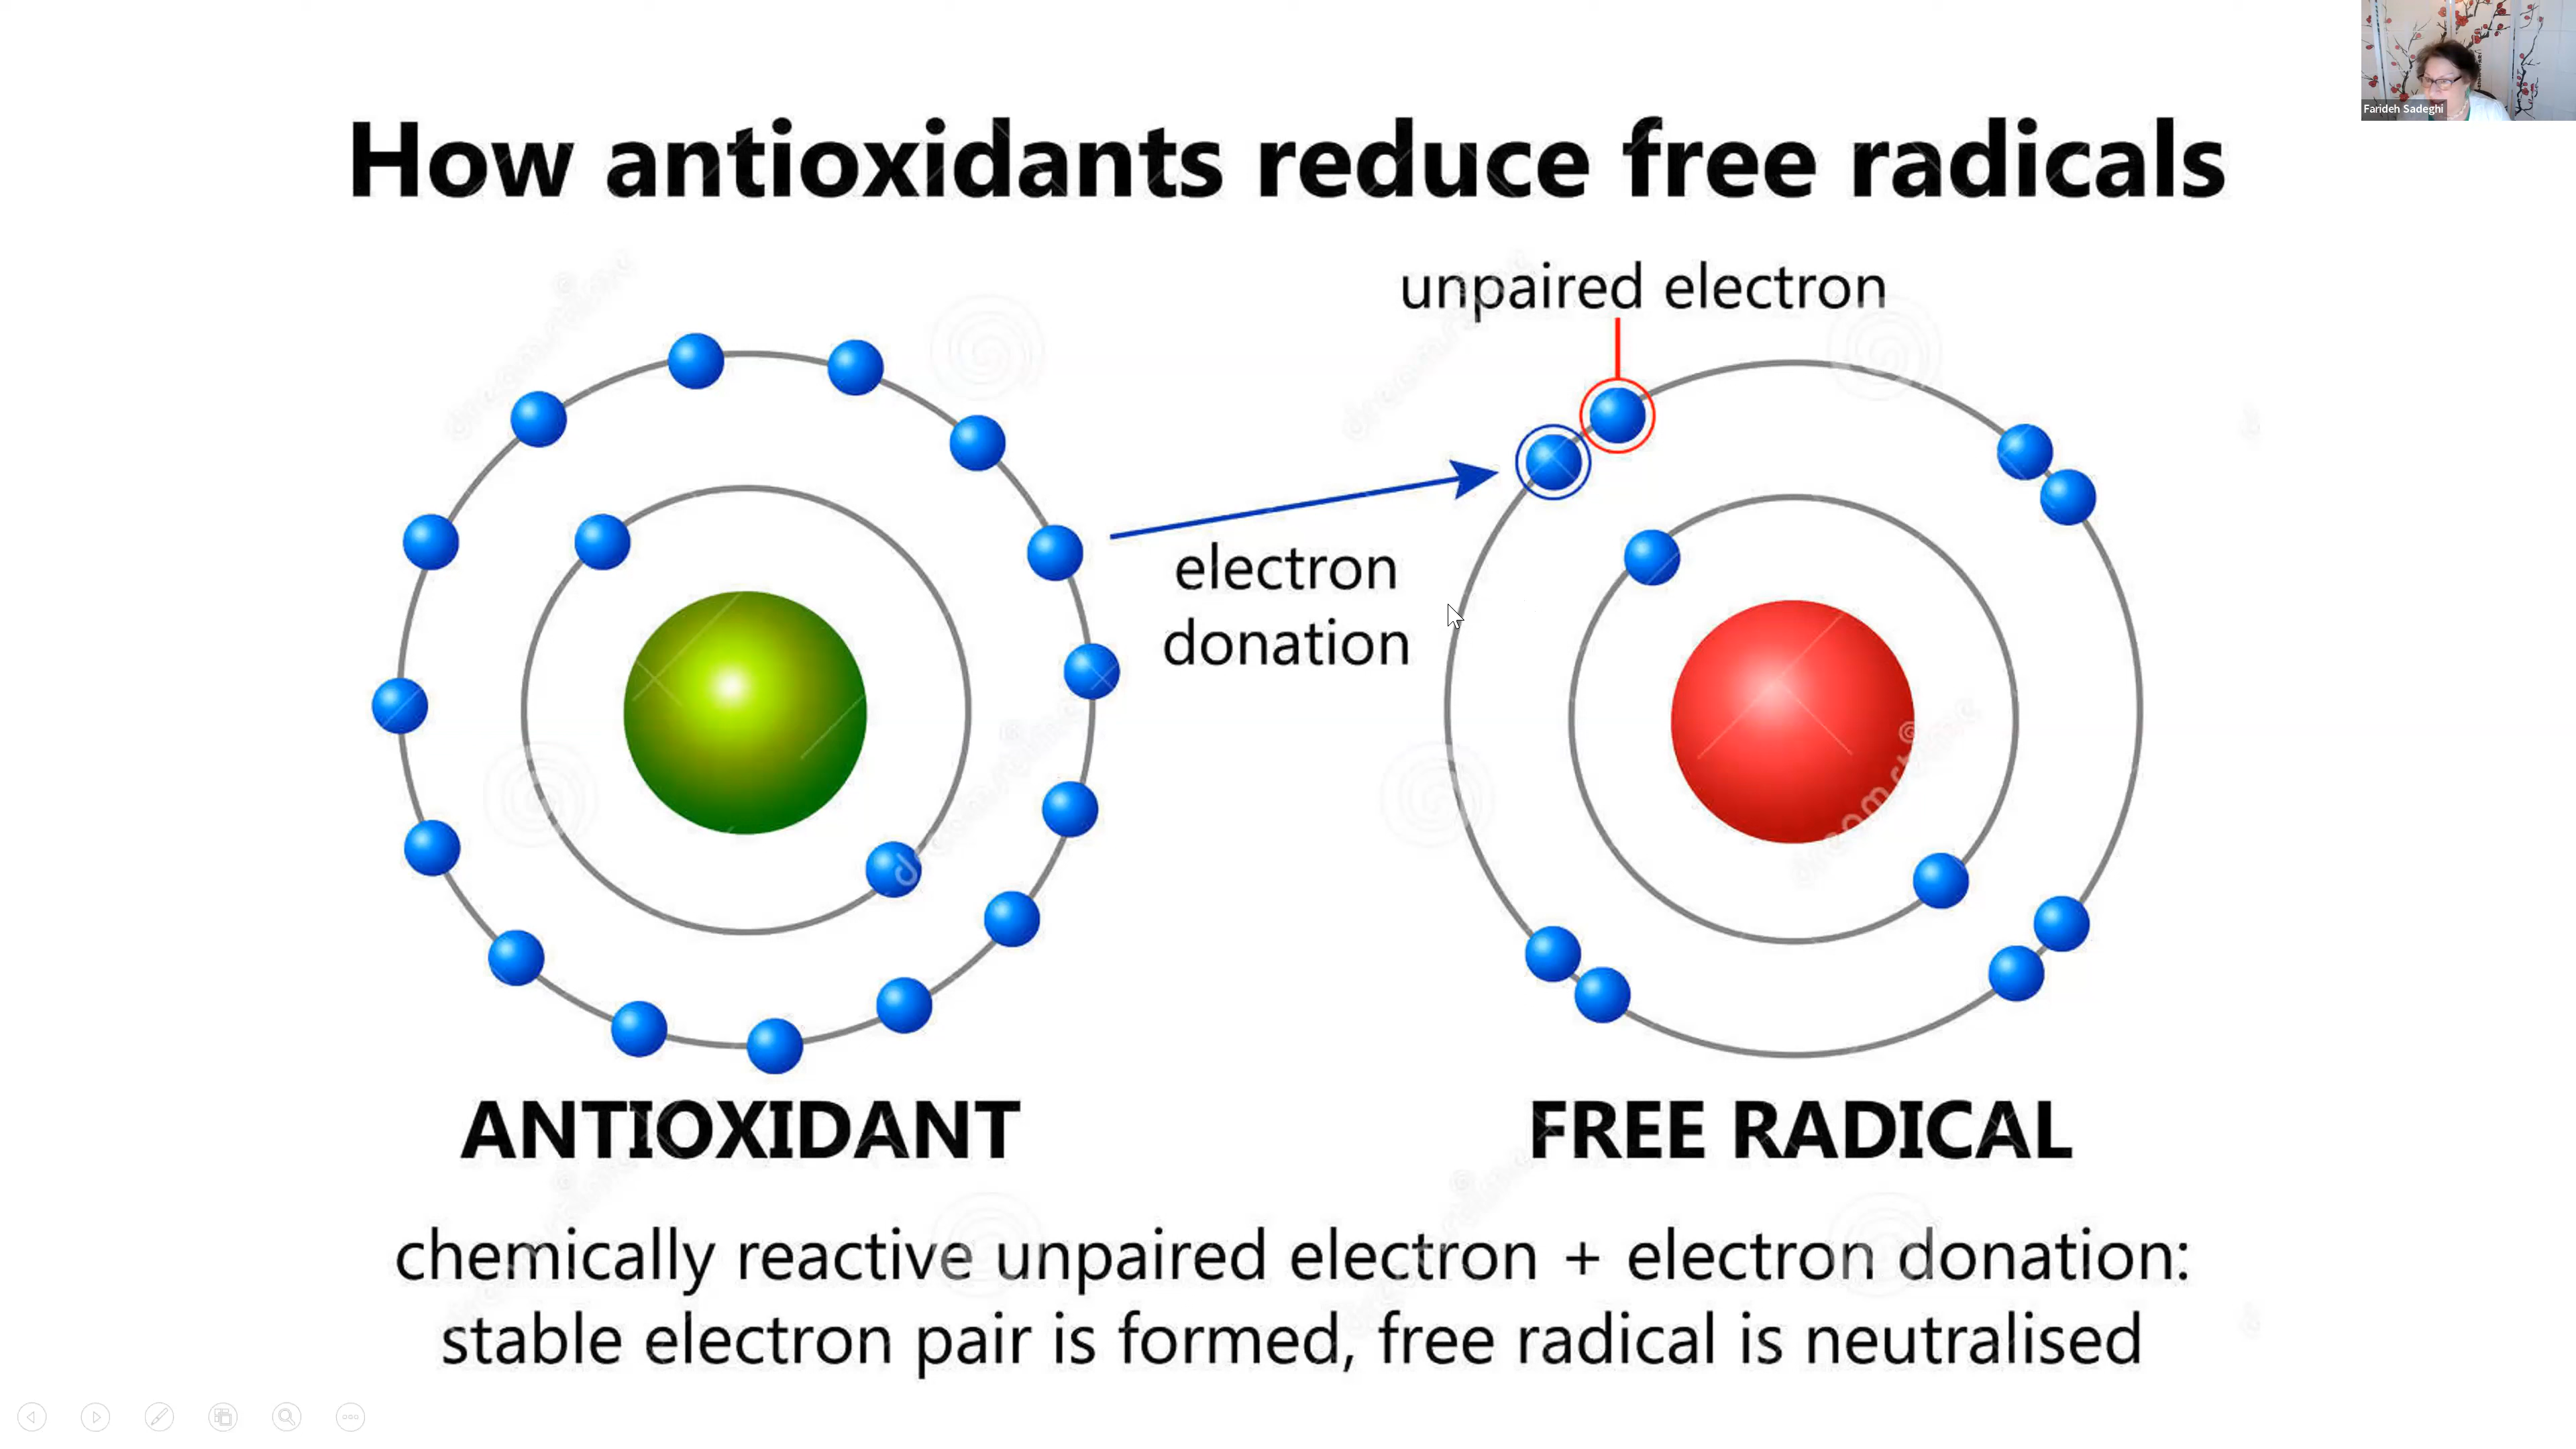 Farideh Sadeghi
How antioxidants reduce free radicals
unpaired electron
electron
donation
ANTIOXIDANT
FREE RADICAL
chemically reactive unpaired electron + electron donation:
stable electron pair is formed, free radical is neutralised